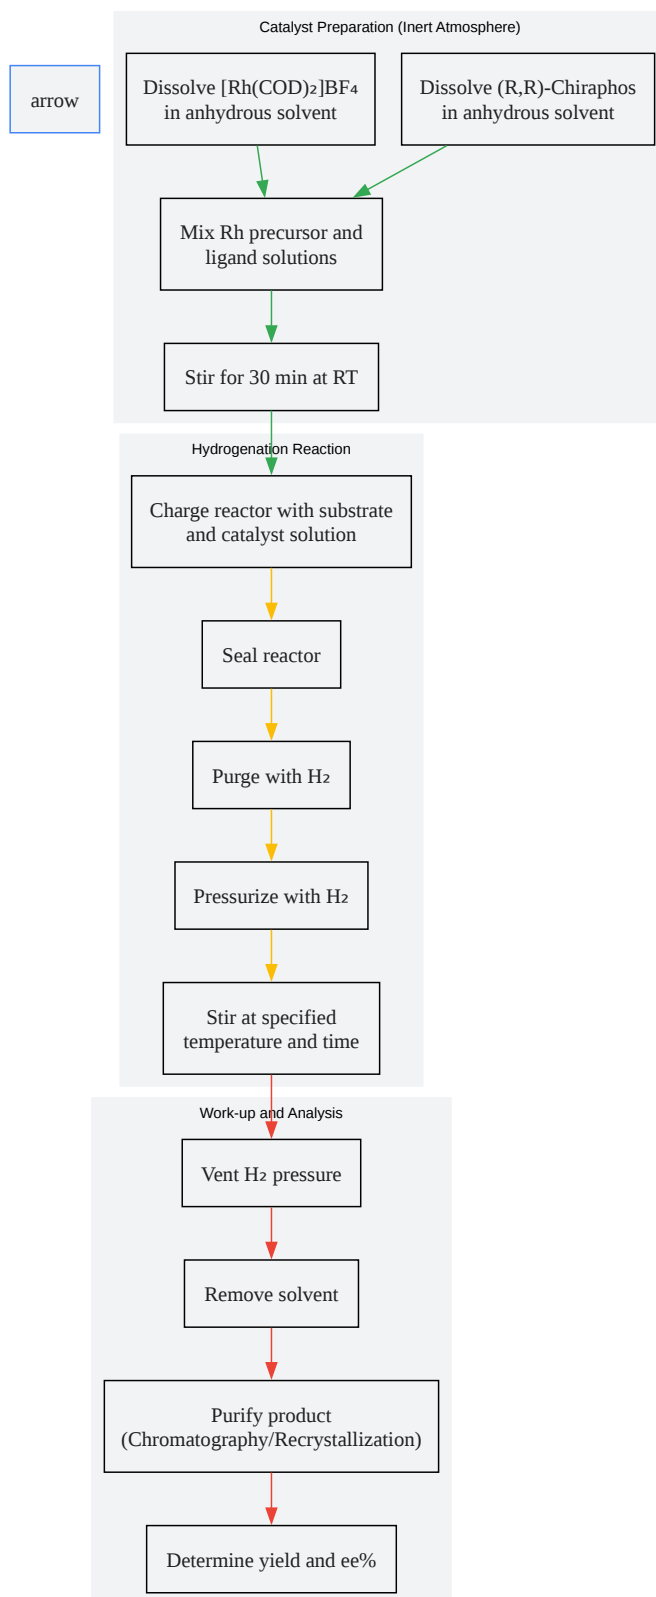 Catalyst Preparation (Inert Atmosphere)
arrow
Dissolve [Rh(COD)₂]BF₄
in anhydrous solvent
Dissolve (R,R)-Chiraphos
in anhydrous solvent
Mix Rh precursor and
ligand solutions
Stir for 30 min at RT
Hydrogenation Reaction
Charge reactor with substrate
and catalyst solution
Seal reactor
Purge with H₂
Pressurize with H₂
Stir at specified
temperature and time
Work-up and Analysis
Vent H₂ pressure
Remove solvent
Purify product
(Chromatography/Recrystallization)
Determine yield and ee%